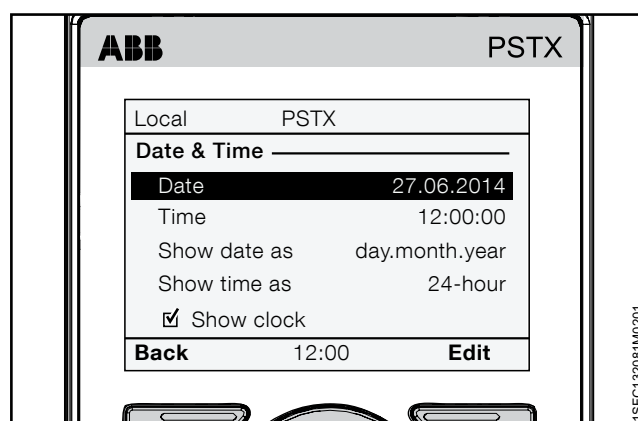 ABB PSTX
Local PSTX
Date & Time
Date 27.06.2014
Time 12:00:00
Show date as day.month.year
Show time as 24-hour
Show clock
Back 12:00 Edit
1SFC132081M0201